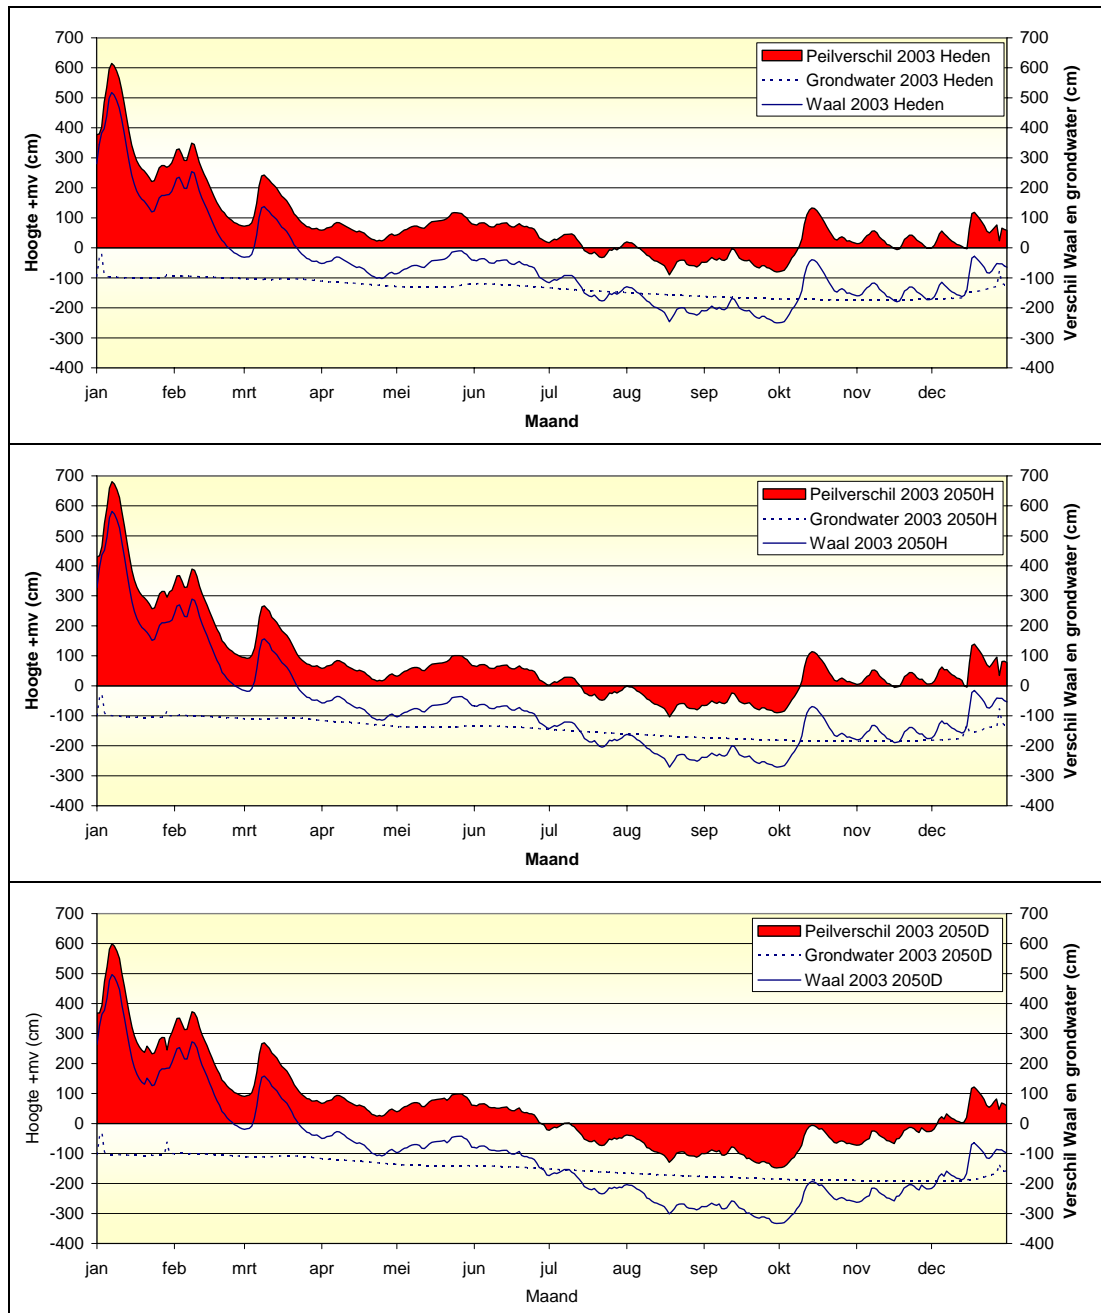 700 700
600 600
500 500
400 400
300 300
200 200
100 100
0 0
-100 -100
-200 -200
-300 -300
-400 -400
Hoogte +mv (cm)
Verschil Waal en grondwater (cm)
Peilverschil 2003 Heden
Grondwater 2003 Heden
Waal 2003 Heden
jan feb mrt apr mei jun jul aug sep okt nov dec
Maand
700 700
600 600
500 500
400 400
300 300
200 200
100 100
0 0
-100 -100
-200 -200
-300 -300
-400 -400
Hoogte +mv (cm)
Verschil Waal en grondwater (cm)
Peilverschil 2003 2050H
Grondwater 2003 2050H
Waal 2003 2050H
jan feb mrt apr mei jun jul aug sep okt nov dec
Maand
700 700
600 600
500 500
400 400
300 300
200 200
100 100
0 0
-100 -100
-200 -200
-300 -300
-400 -400
Hoogte +mv (cm)
Verschil Waal en grondwater (cm)
Peilverschil 2003 2050D
Grondwater 2003 2050D
Waal 2003 2050D
jan feb mrt apr mei jun jul aug sep okt nov dec
Maand